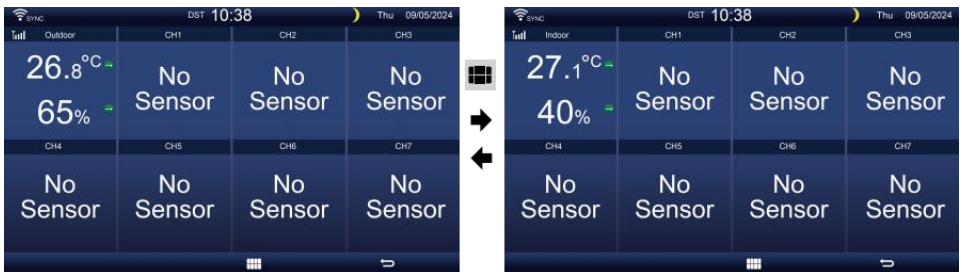 SYNC DST 10:38 Thu 09/05/2024
Outdoor CH1 CH2 CH3
26.8°C No Sensor No Sensor No Sensor
65%
CH4 CH5 CH6 CH7
No Sensor No Sensor No Sensor No Sensor
SYNC DST 10:38 Thu 09/05/2024
Indoor CH1 CH2 CH3
27.1°C No Sensor No Sensor No Sensor
40%
CH4 CH5 CH6 CH7
No Sensor No Sensor No Sensor No Sensor